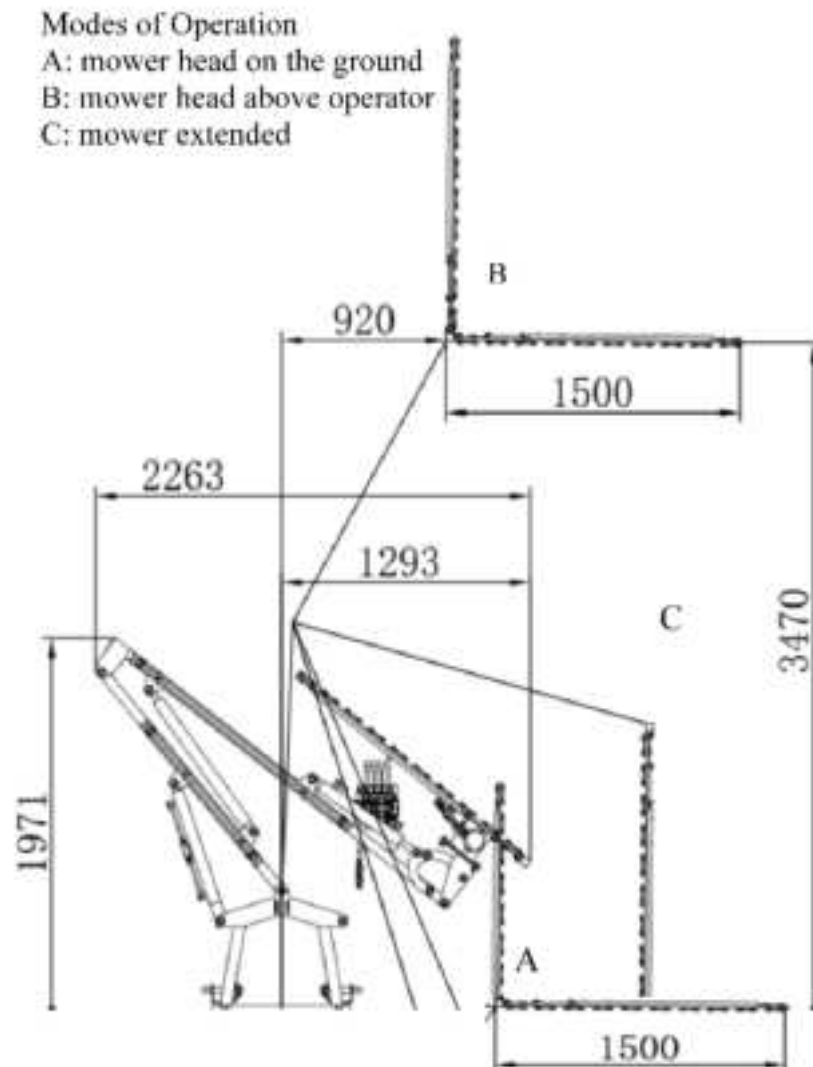 Modes of Operation
A: mower head on the ground
B: mower head above operator
C: mower extended
B
920
1500
2263
1293
C
3470
1971
A
1500